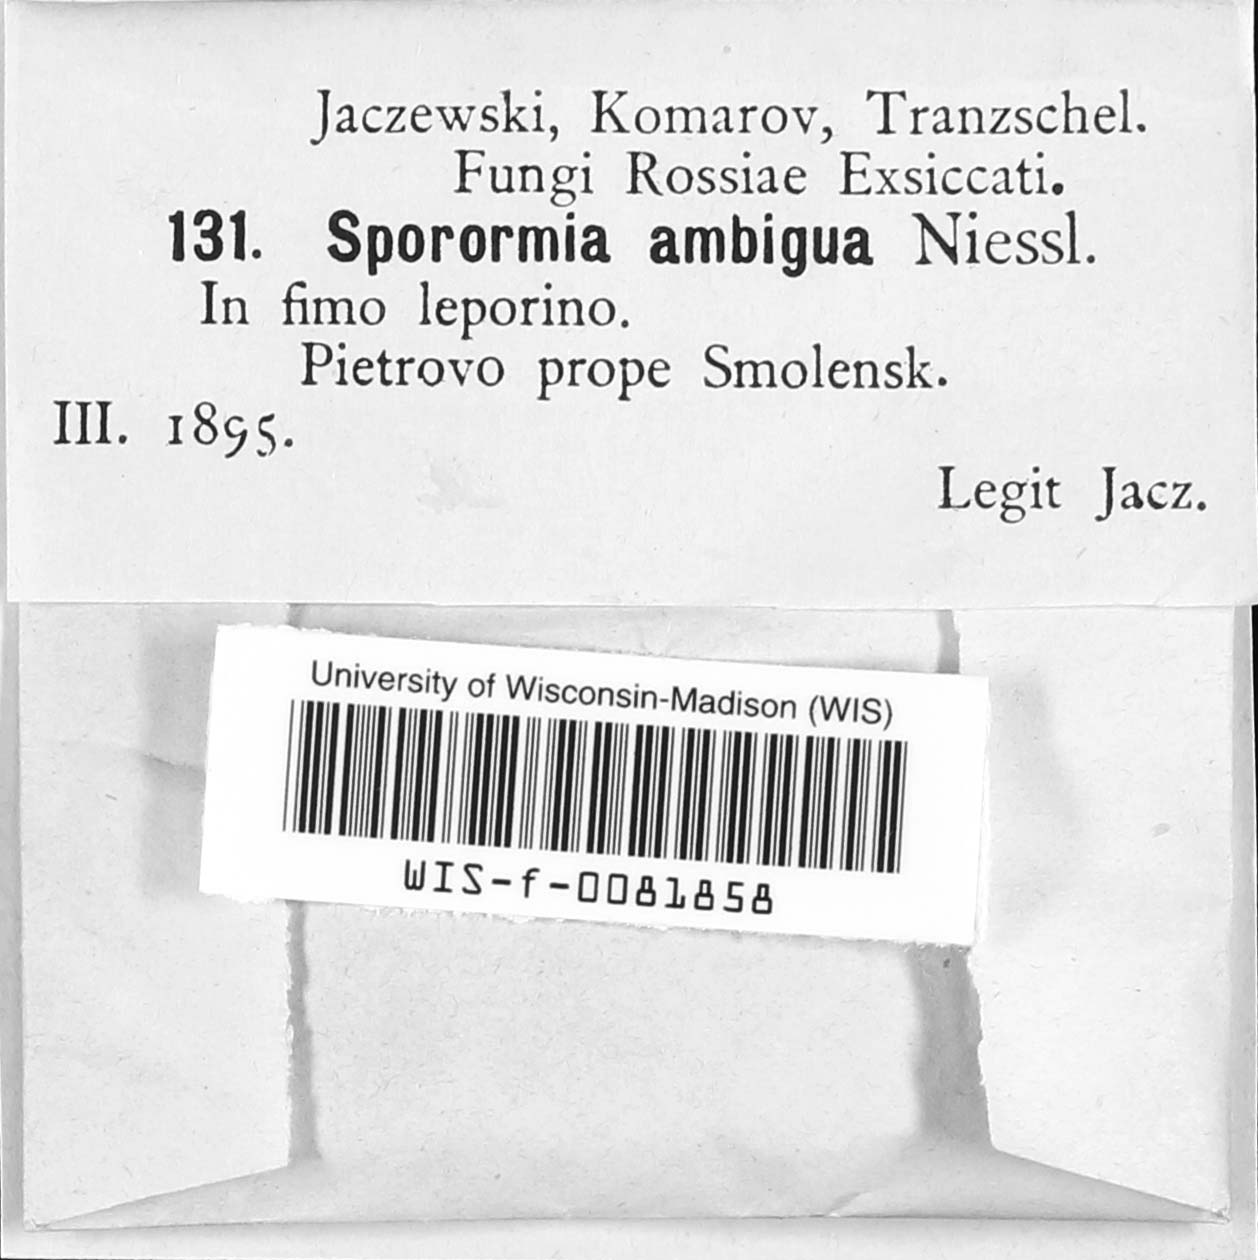 Jaczewski, Komarov, Tranzschel.
Fungi Rossiae Exsiccati.
131. Sporormia ambigua Niessl.
In fimo leporino.
Pietrovo prope Smolensk.
III. 1895.
Legit Jacz.
University of Wisconsin-Madison (WIS)
WIS-f-0081858